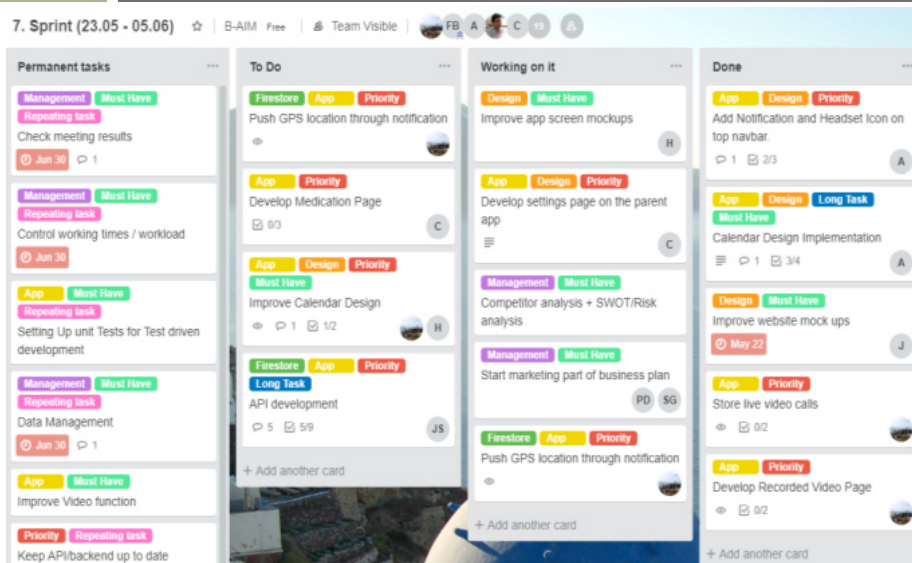 7. Sprint (23.05 - 05.06)
B-AIM Free
Team Visible
FB A C 19
Permanent tasks
Management Must Have
Repeating task
Check meeting results
Jun 30 1
Management Must Have
Repeating task
Control working times / workload
Jun 30
App Must Have
Repeating task
Setting Up unit Tests for Test driven
development
Management Must Have
Repeating task
Data Management
Jun 30 1
App Must Have
Improve Video function
Priority Repeating task
Keep API/backend up to date
To Do
Firestore App Priority
Push GPS location through notification
App Priority
Develop Medication Page
0/3 C
App Design Priority
Must Have
Improve Calendar Design
1 1/2 H
Firestore App Priority
Long Task
API development
5 5/9 JS
+ Add another card
Working on it
Design Must Have
Improve app screen mockups
H
App Design Priority
Develop settings page on the parent
app
C
Management Must Have
Competitor analysis + SWOT/Risk
analysis
Management Must Have
Start marketing part of business plan
PD SG
Firestore App Priority
Push GPS location through notification
+ Add another card
Done
App Design Priority
Add Notification and Headset Icon on
top navbar.
1 2/3 A
App Design Long Task
Must Have
Calendar Design Implementation
1 3/4 A
Design Must Have
Improve website mock ups
May 22 J
App Priority
Store live video calls
0/2
App Priority
Develop Recorded Video Page
0/2
+ Add another card